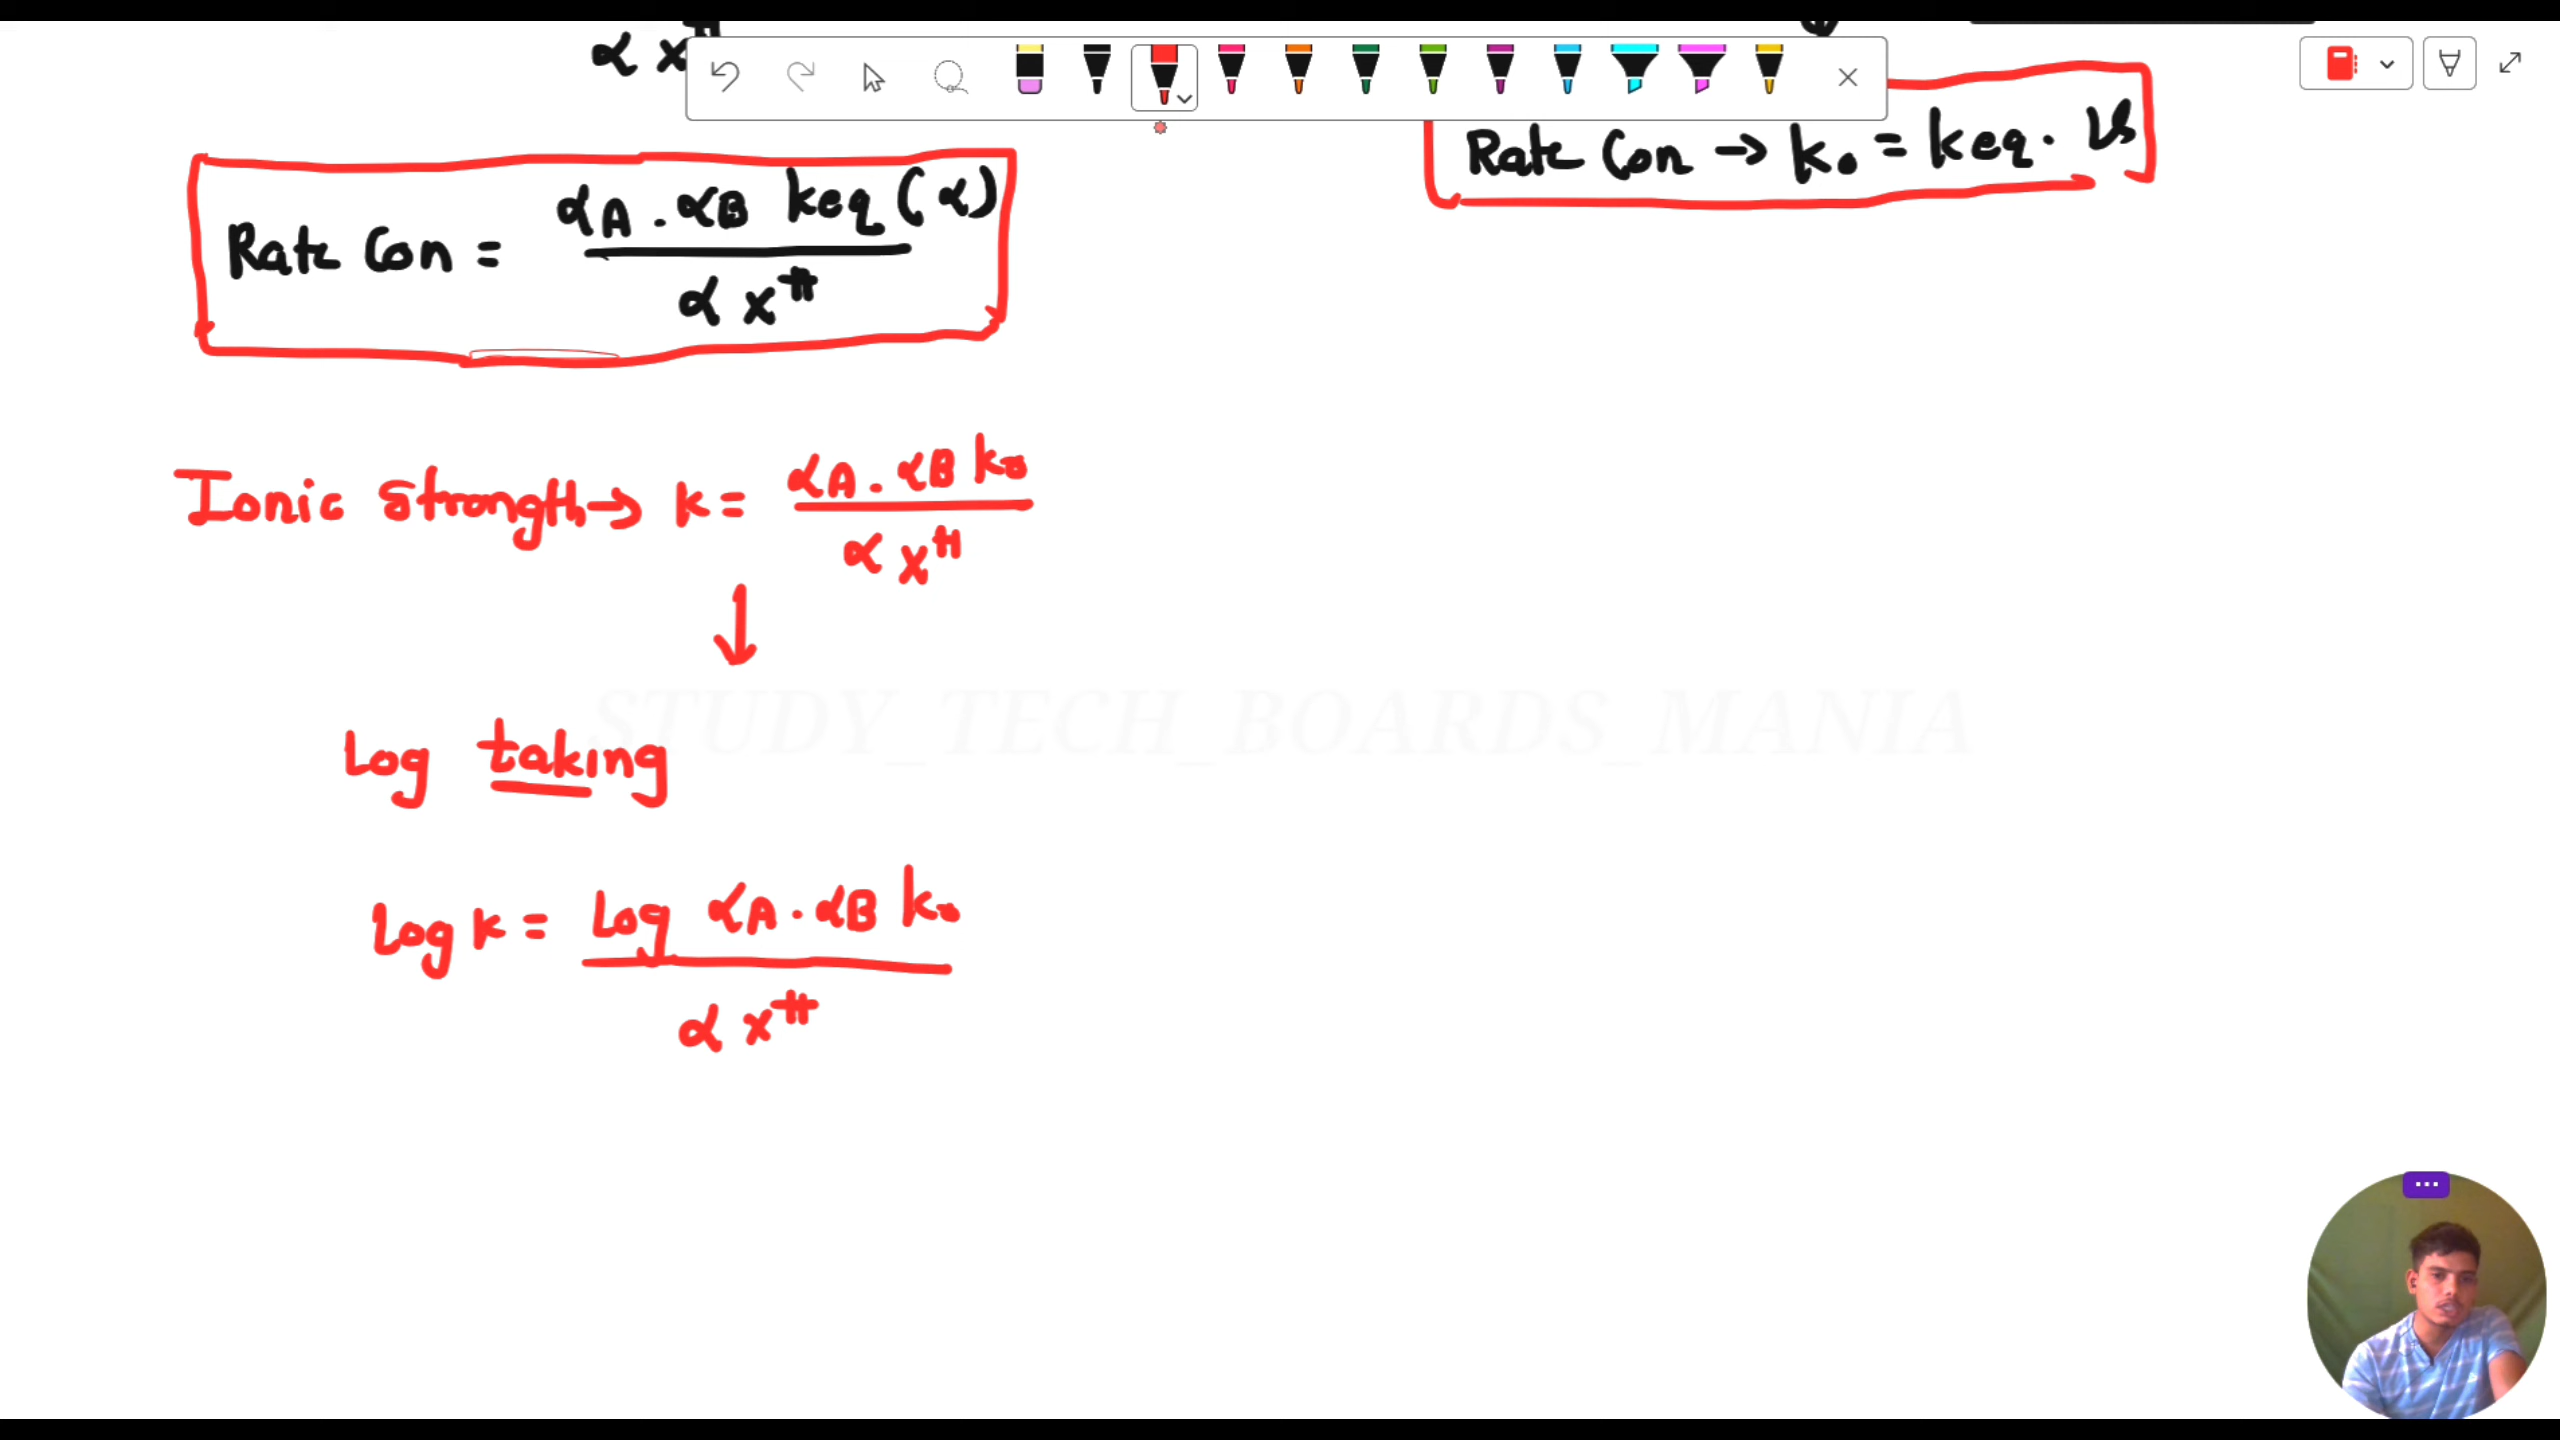 α x^#
Rate Con → k₀ = keq. ν
Rate Con = αA . αB keq (α)
α x^#
Ionic strength → k = αA . αB k₀
α x^#
↓
Log taking
STUDY_TECH_BOARDS_MANIA
log k = Log αA . αB k₀
α x^#